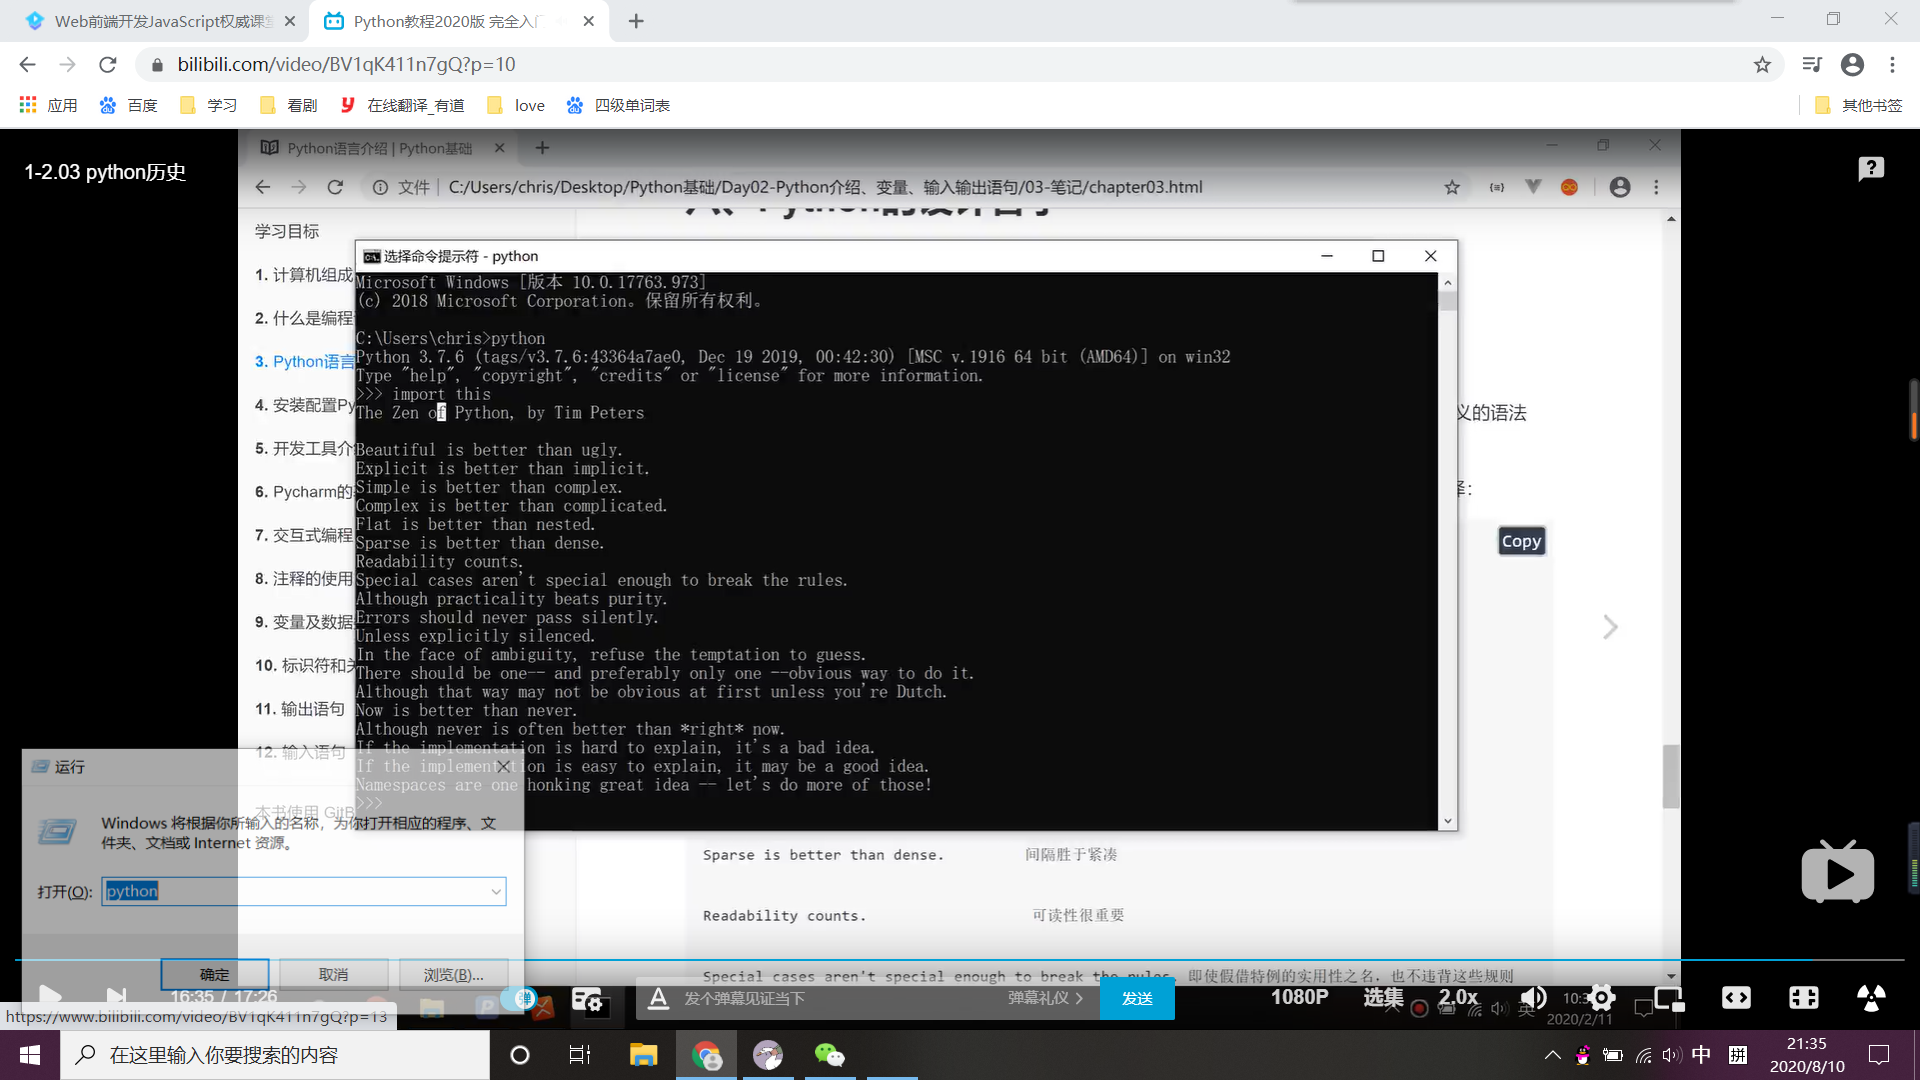 Web前端开发JavaScript权威课堂
Python教程2020版 完全入门
bilibili.com/video/BV1qK411n7gQ?p=10
应用
百度
学习
看剧
在线翻译_有道
love
四级单词表
其他书签
1-2.03 python历史
Python语言介绍 | Python基础
文件
C:/Users/chris/Desktop/Python基础/Day02-Python介绍、变量、输入输出语句/03-笔记/chapter03.html
学习目标
1. 计算机组成
2. 什么是编程
3. Python语言
4. 安装配置Py
5. 开发工具介
6. Pycharm的
7. 交互式编程
8. 注释的使用
9. 变量及数据
10. 标识符和关
11. 输出语句
12. 输入语句
本书使用 GitB
选择命令提示符 - python
Microsoft Windows [版本 10.0.17763.973]
(c) 2018 Microsoft Corporation。保留所有权利。
C:\Users\chris>python
Python 3.7.6 (tags/v3.7.6:43364a7ae0, Dec 19 2019, 00:42:30) [MSC v.1916 64 bit (AMD64)] on win32
Type "help", "copyright", "credits" or "license" for more information.
>>> import this
The Zen of Python, by Tim Peters
Beautiful is better than ugly.
Explicit is better than implicit.
Simple is better than complex.
Complex is better than complicated.
Flat is better than nested.
Sparse is better than dense.
Readability counts.
Special cases aren't special enough to break the rules.
Although practicality beats purity.
Errors should never pass silently.
Unless explicitly silenced.
In the face of ambiguity, refuse the temptation to guess.
There should be one-- and preferably only one --obvious way to do it.
Although that way may not be obvious at first unless you're Dutch.
Now is better than never.
Although never is often better than *right* now.
If the implementation is hard to explain, it's a bad idea.
If the implementation is easy to explain, it may be a good idea.
Namespaces are one honking great idea -- let's do more of those!
>>>
义的语法
Copy
Sparse is better than dense. 间隔胜于紧凑
Readability counts. 可读性很重要
Special cases aren't special enough to break the rules. 即使假借特例的实用性之名，也不违背这些规则
运行
Windows 将根据你所输入的名称，为你打开相应的程序、文
件夹、文档或 Internet 资源。
打开(O):
python
确定
取消
浏览(B)...
16:35 / 17:26
弹
发个弹幕见证当下
弹幕礼仪
发送
1080P
选集
2.0x
英
2020/2/11
https://www.bilibili.com/video/BV1qK411n7gQ?p=13
在这里输入你要搜索的内容
中
拼
21:35
2020/8/10